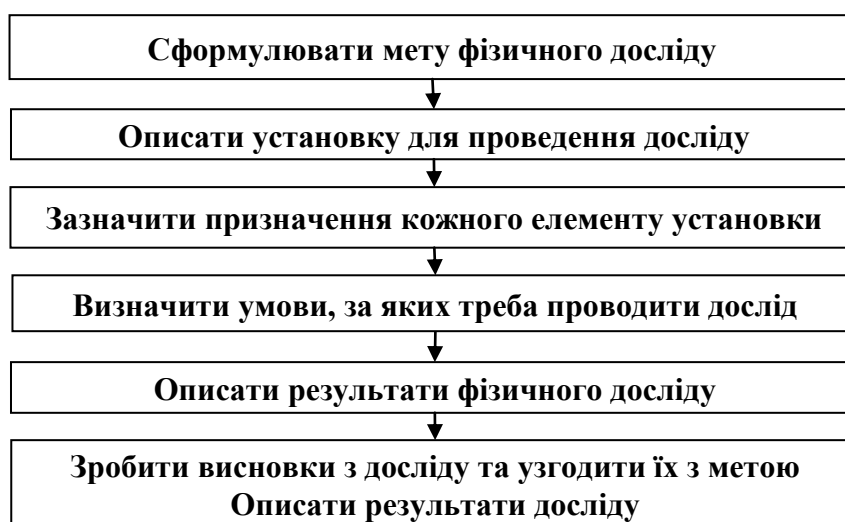 Сформулювати мету фізичного досліду
Описати установку для проведення досліду
Зазначити призначення кожного елементу установки
Визначити умови, за яких треба проводити дослід
Описати результати фізичного досліду
Зробити висновки з досліду та узгодити їх з метою
Описати результати досліду